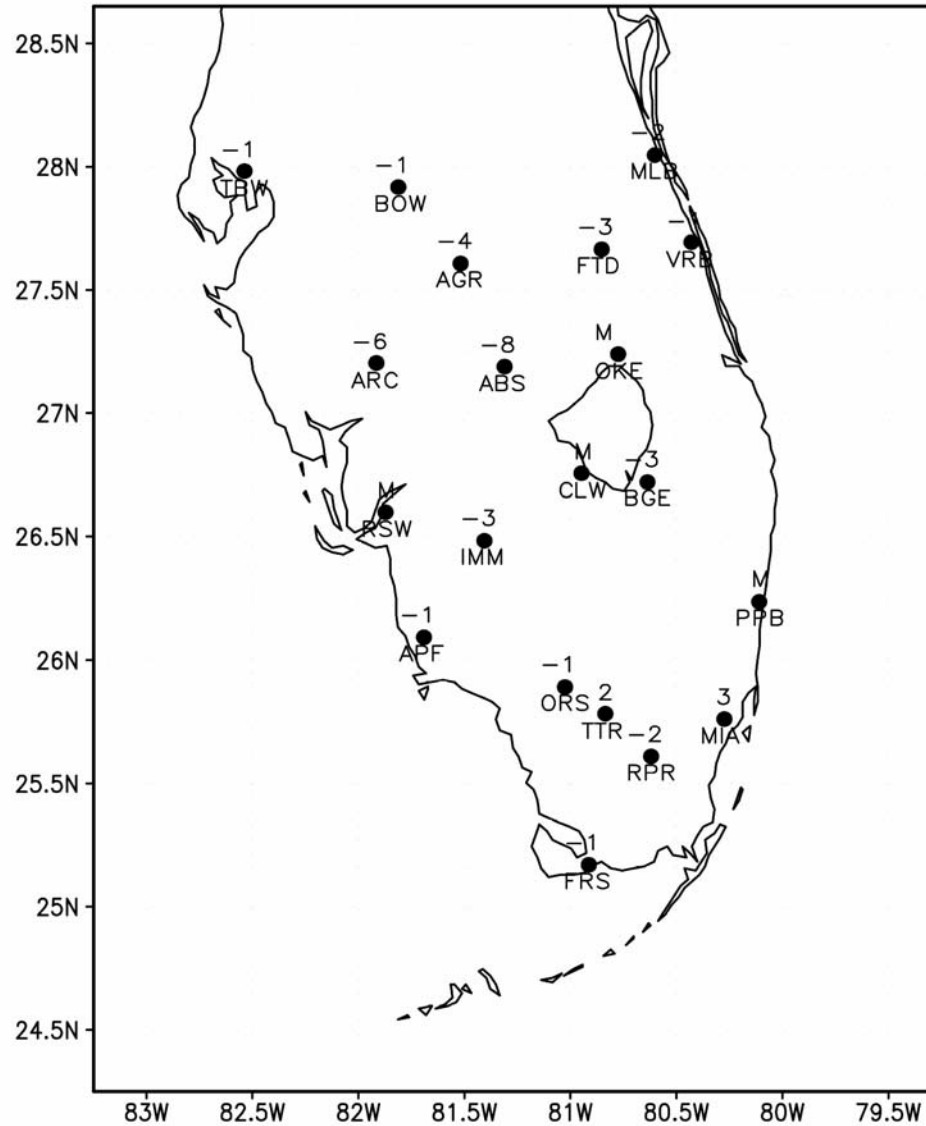 28.5N
−2
MLB
28N
−1
TBW
−1
BOW
VRB
−4
AGR
−3
FTD
27.5N
−6
ARC
−8
ABS
M
OKE
27N
M
CLW
−3
BGE
M
RSW
26.5N
−3
IMM
M
PPB
−1
APF
26N
−1
ORS
2
TTR
3
MIA
−2
RPR
25.5N
−1
FRS
25N
24.5N
83W 82.5W 82W 81.5W 81W 80.5W 80W 79.5W